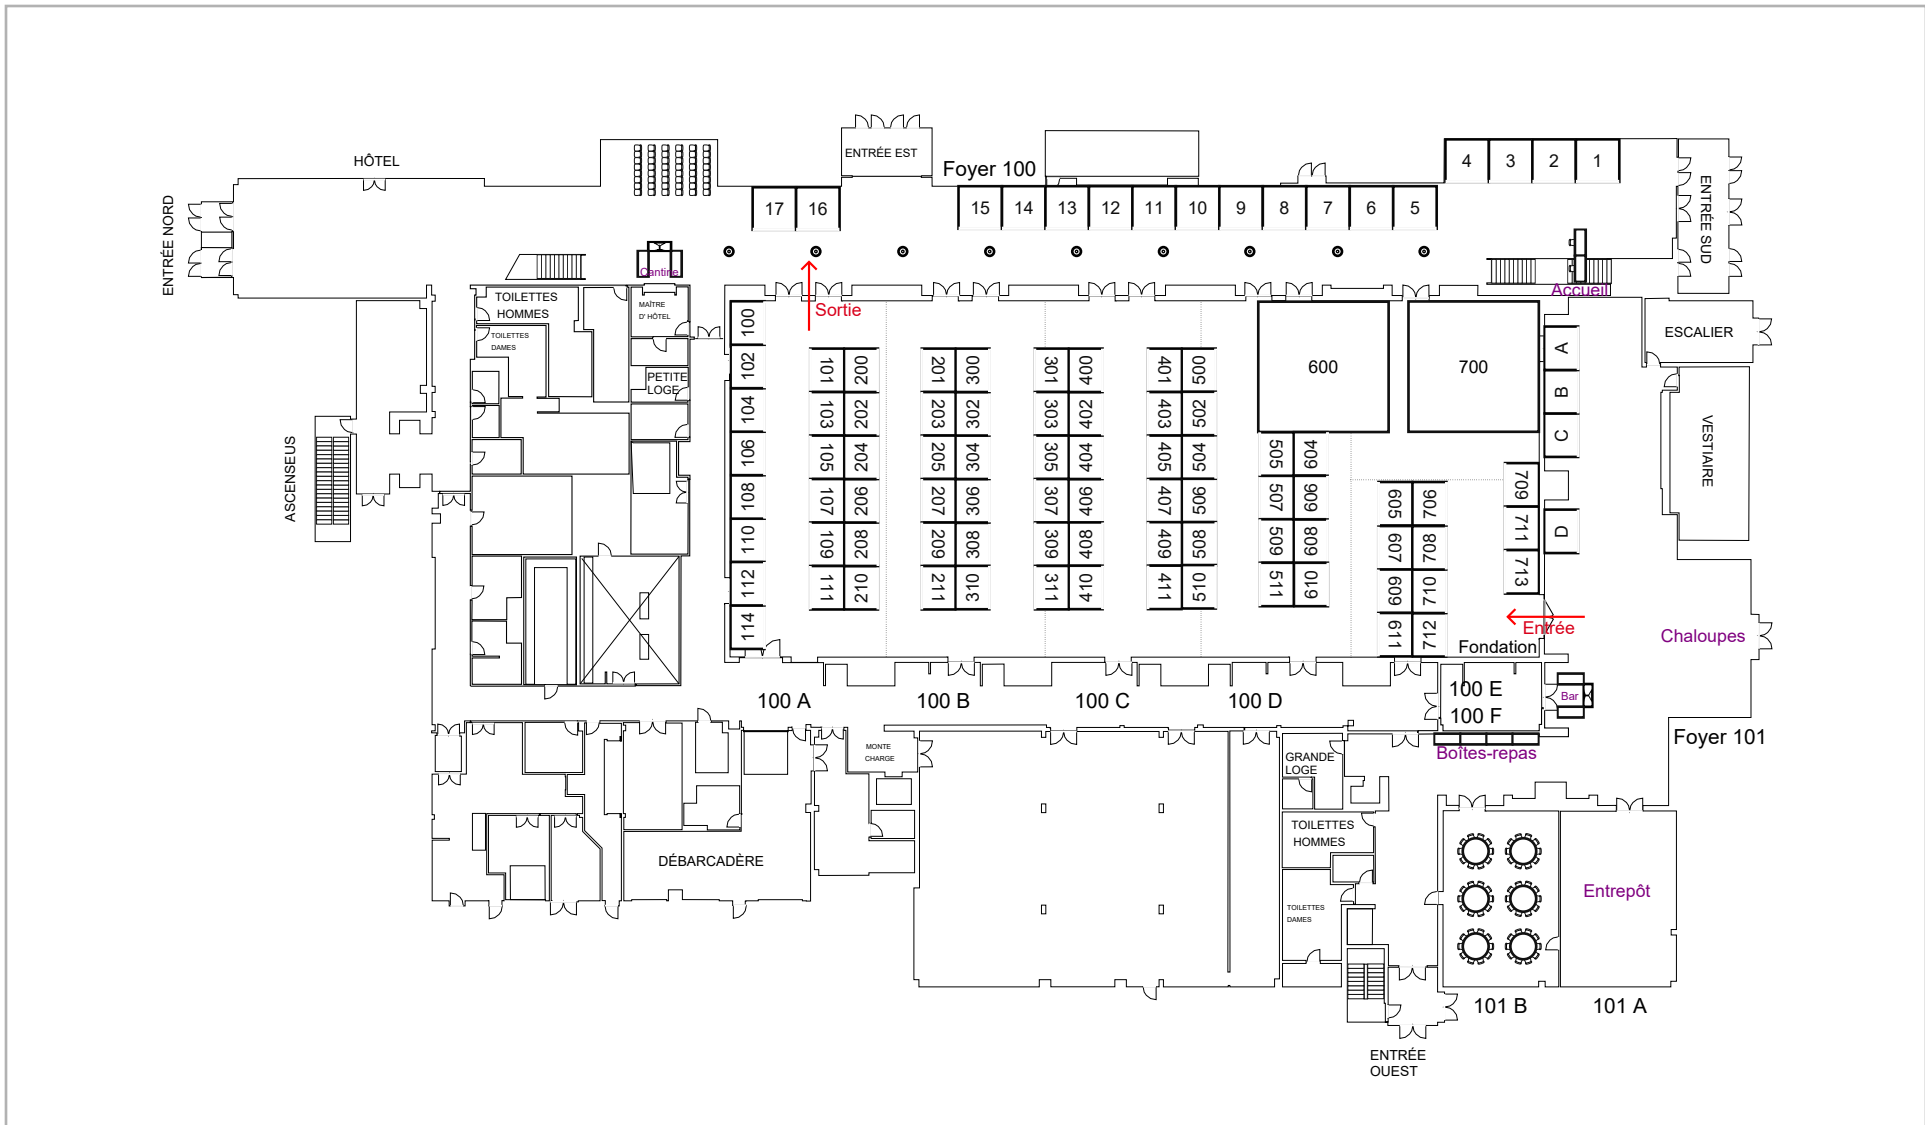 HÔTEL
ENTRÉE NORD
ENTRÉE EST
Foyer 100
4 3 2 1
ENTRÉE SUD
17 16
15 14 13 12 11 10 9 8 7 6 5
Cantine
Accueil
TOILETTES
HOMMES
TOILETTES
DAMES
MAÎTRE
D' HÔTEL
PETITE
LOGE
ASCENSEUS
Sortie
100
102
104
106
108
110
112
114
101 200
103 202
105 204
107 206
109 208
111 210
201 300
203 302
205 304
207 306
209 308
211 310
301 400
303 402
305 404
307 406
309 408
311 410
401 500
403 502
405 504
407 506
409 508
411 510
600
700
505 604
507 606
509 608
511 610
605 706
607 708
609 710
611 712
709
711
713
A
B
C
D
ESCALIER
VESTIAIRE
Entrée
Fondation
Chaloupes
100 A
100 B
100 C
100 D
100 E
100 F
Bar
Foyer 101
Boîtes-repas
MONTE
CHARGE
GRANDE
LOGE
TOILETTES
HOMMES
TOILETTES
DAMES
DÉBARCADÈRE
Entrepôt
101 B
101 A
ENTRÉE
OUEST